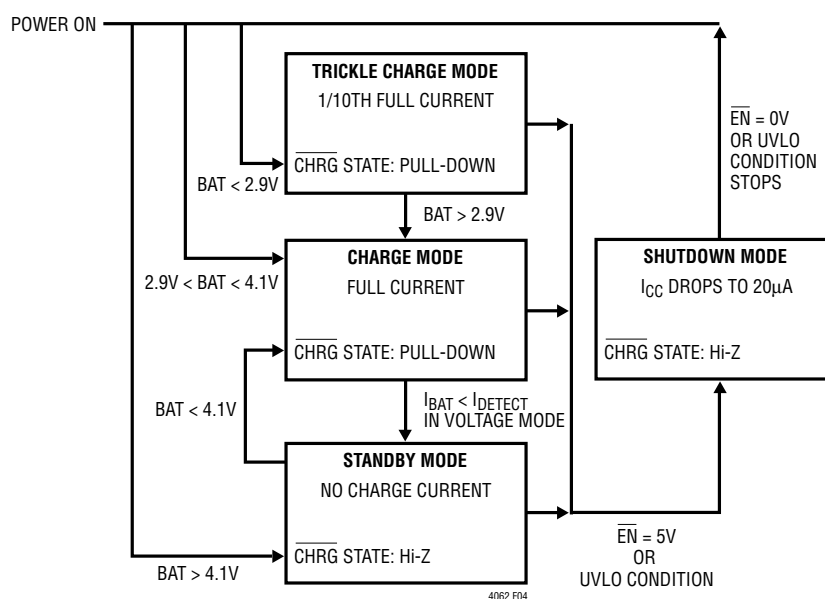 POWER ON
TRICKLE CHARGE MODE
1/10TH FULL CURRENT
CHRG STATE: PULL-DOWN
BAT < 2.9V
BAT > 2.9V
CHARGE MODE
FULL CURRENT
CHRG STATE: PULL-DOWN
2.9V < BAT < 4.1V
BAT < 4.1V
IBAT < IDETECT
IN VOLTAGE MODE
STANDBY MODE
NO CHARGE CURRENT
CHRG STATE: Hi-Z
BAT > 4.1V
EN = 0V
OR UVLO
CONDITION
STOPS
SHUTDOWN MODE
ICC DROPS TO 20µA
CHRG STATE: Hi-Z
EN = 5V
OR
UVLO CONDITION
4062 F04